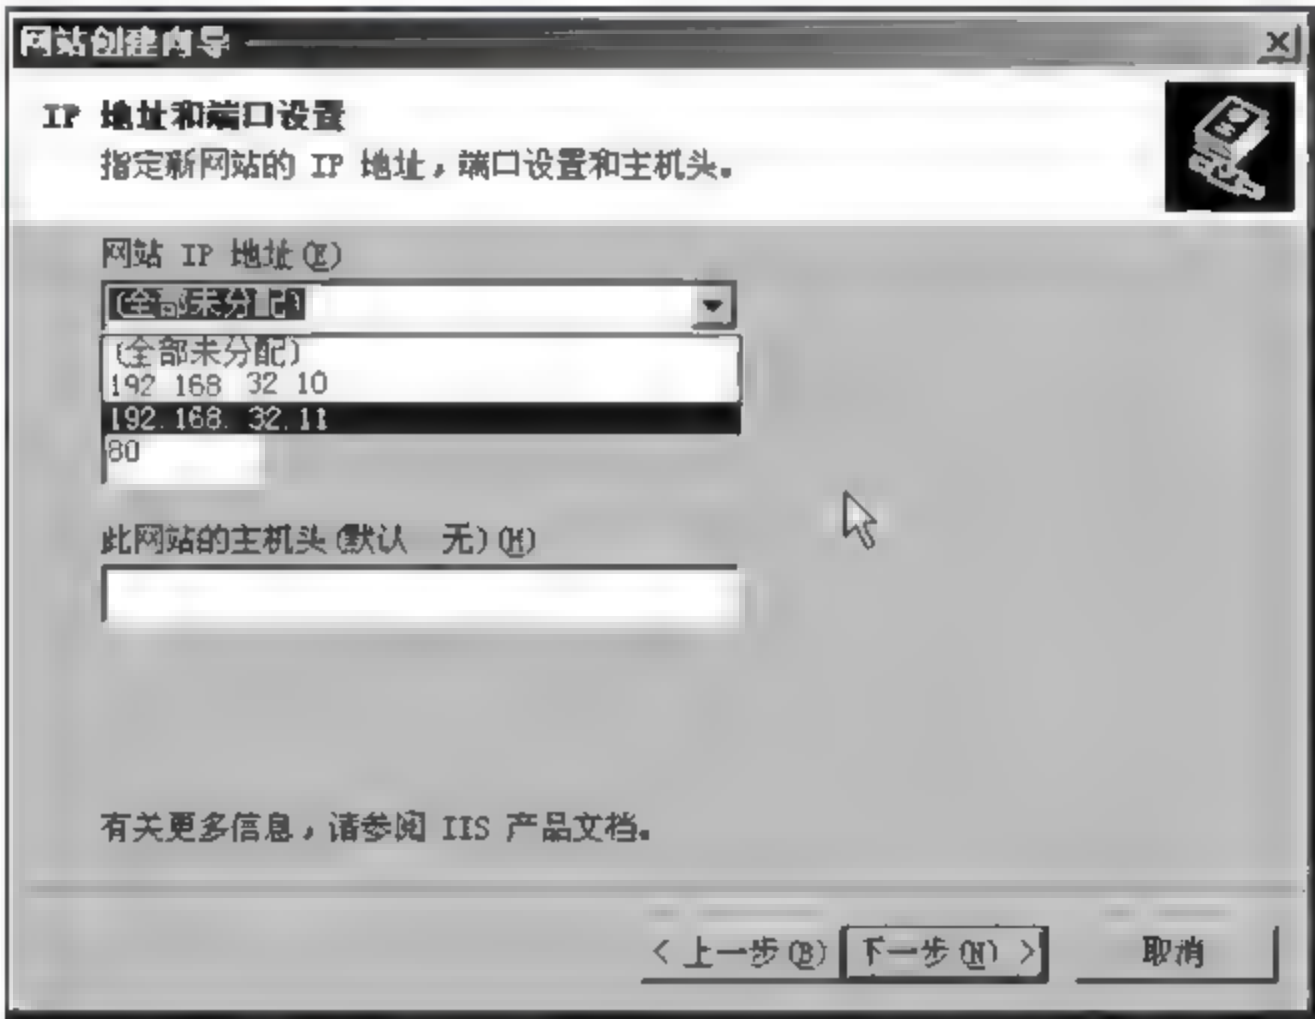 网站创建向导
IP 地址和端口设置
指定新网站的 IP 地址，端口设置和主机头。
网站 IP 地址(E)
(全部未分配)
(全部未分配)
192 168 32 10
192.168. 32.11
80
此网站的主机头(默认 无)(H)
有关更多信息，请参阅 IIS 产品文档。
< 上一步(B)
下一步(N) >
取消